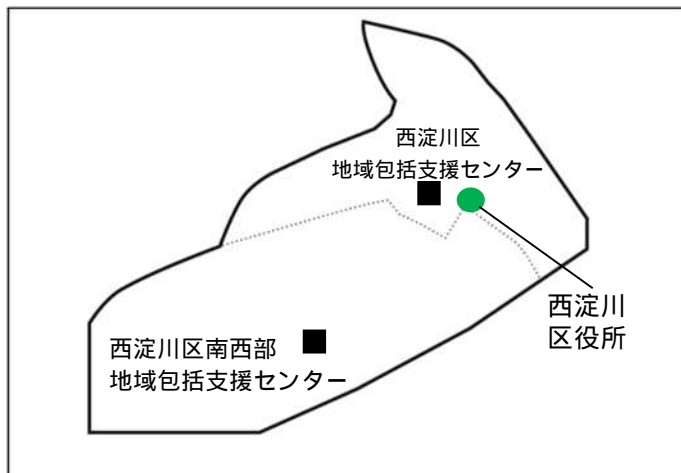 西淀川区
地域包括支援センター
西淀川
区役所
西淀川区南西部
地域包括支援センター